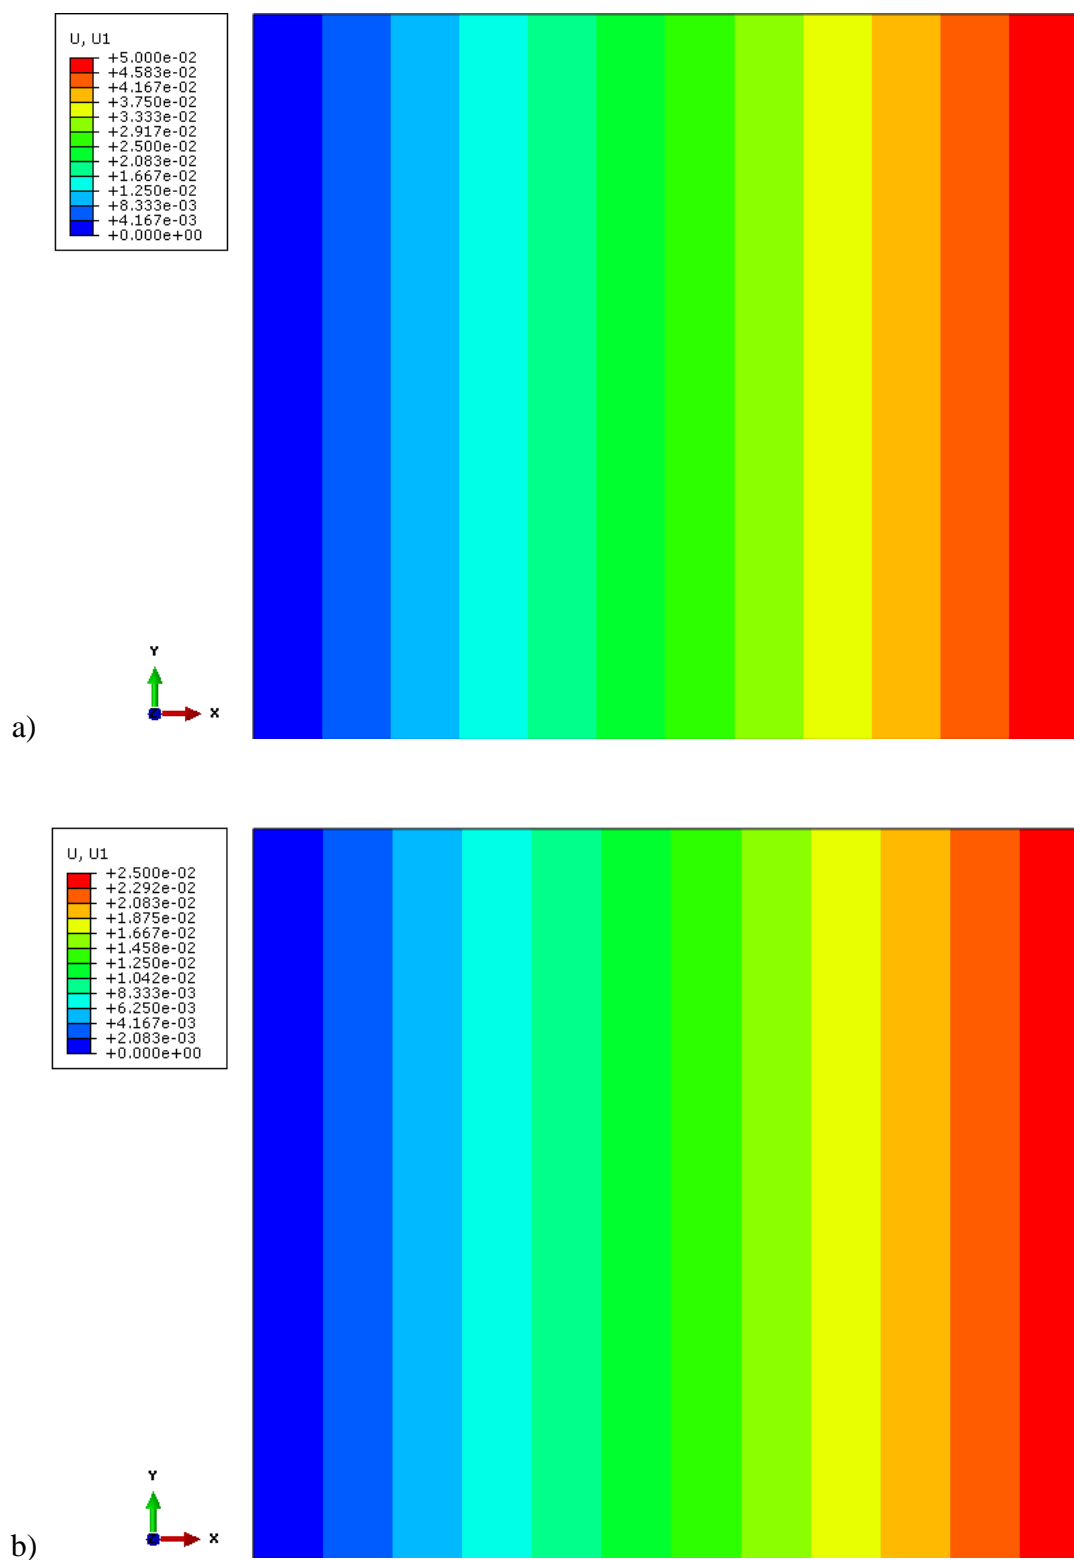 U, U1
+5.000e-02
+4.583e-02
+4.167e-02
+3.750e-02
+3.333e-02
+2.917e-02
+2.500e-02
+2.083e-02
+1.667e-02
+1.250e-02
+8.333e-03
+4.167e-03
+0.000e+00
Y
X
a)
U, U1
+2.500e-02
+2.292e-02
+2.083e-02
+1.875e-02
+1.667e-02
+1.458e-02
+1.250e-02
+1.042e-02
+8.333e-03
+6.250e-03
+4.167e-03
+2.083e-03
+0.000e+00
Y
X
b)